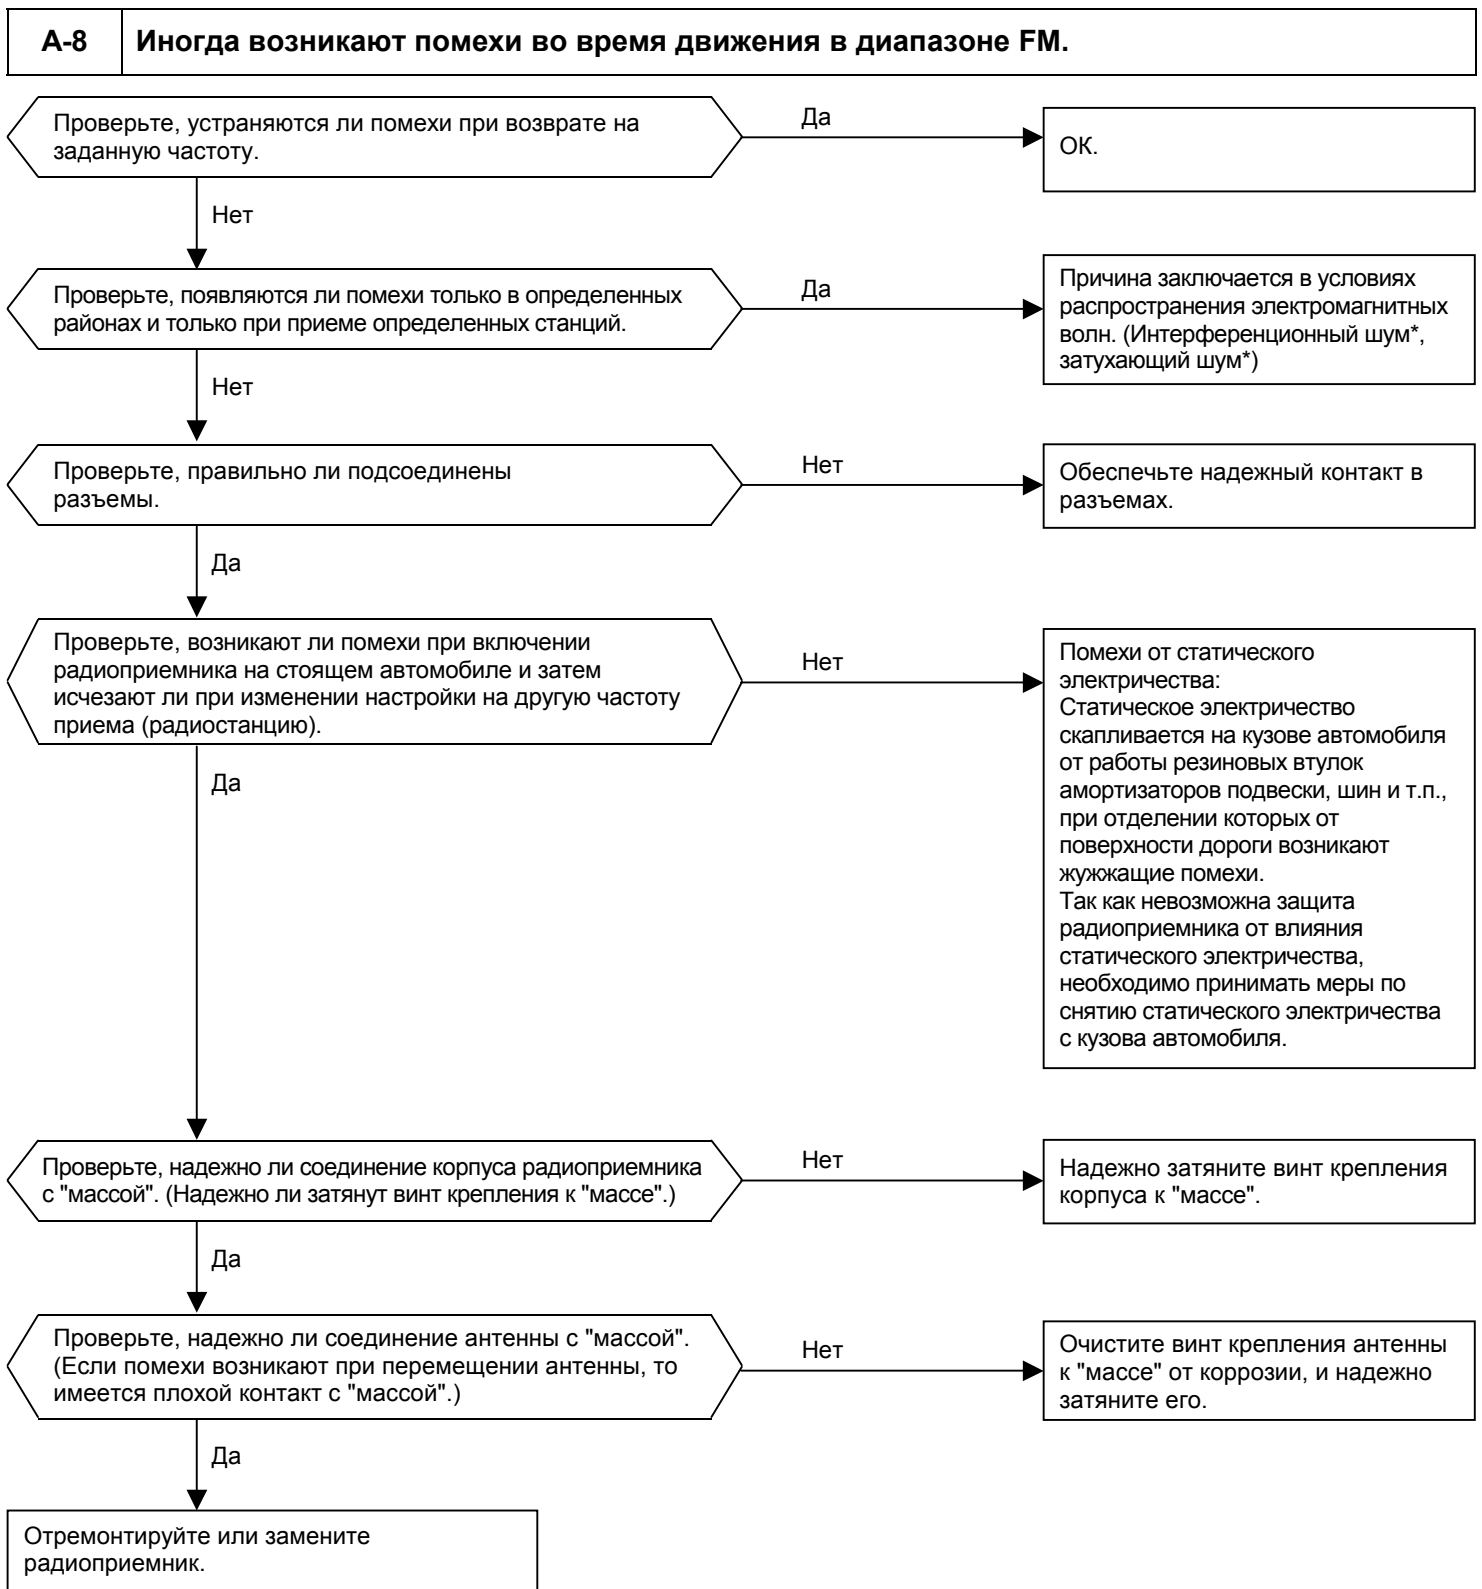 А-8
Иногда возникают помехи во время движения в диапазоне FM.
Проверьте, устраняются ли помехи при возврате на
заданную частоту.
Да
ОК.
Нет
Проверьте, появляются ли помехи только в определенных
районах и только при приеме определенных станций.
Да
Причина заключается в условиях
распространения электромагнитных
волн. (Интерференционный шум*,
затухающий шум*)
Нет
Проверьте, правильно ли подсоединены
разъемы.
Нет
Обеспечьте надежный контакт в
разъемах.
Да
Проверьте, возникают ли помехи при включении
радиоприемника на стоящем автомобиле и затем
исчезают ли при изменении настройки на другую частоту
приема (радиостанцию).
Нет
Помехи от статического
электричества:
Статическое электричество
скапливается на кузове автомобиля
от работы резиновых втулок
амортизаторов подвески, шин и т.п.,
при отделении которых от
поверхности дороги возникают
жужжащие помехи.
Так как невозможна защита
радиоприемника от влияния
статического электричества,
необходимо принимать меры по
снятию статического электричества
с кузова автомобиля.
Да
Проверьте, надежно ли соединение корпуса радиоприемника
с "массой". (Надежно ли затянут винт крепления к "массе".)
Нет
Надежно затяните винт крепления
корпуса к "массе".
Да
Проверьте, надежно ли соединение антенны с "массой".
(Если помехи возникают при перемещении антенны, то
имеется плохой контакт с "массой".)
Нет
Очистите винт крепления антенны
к "массе" от коррозии, и надежно
затяните его.
Да
Отремонтируйте или замените
радиоприемник.